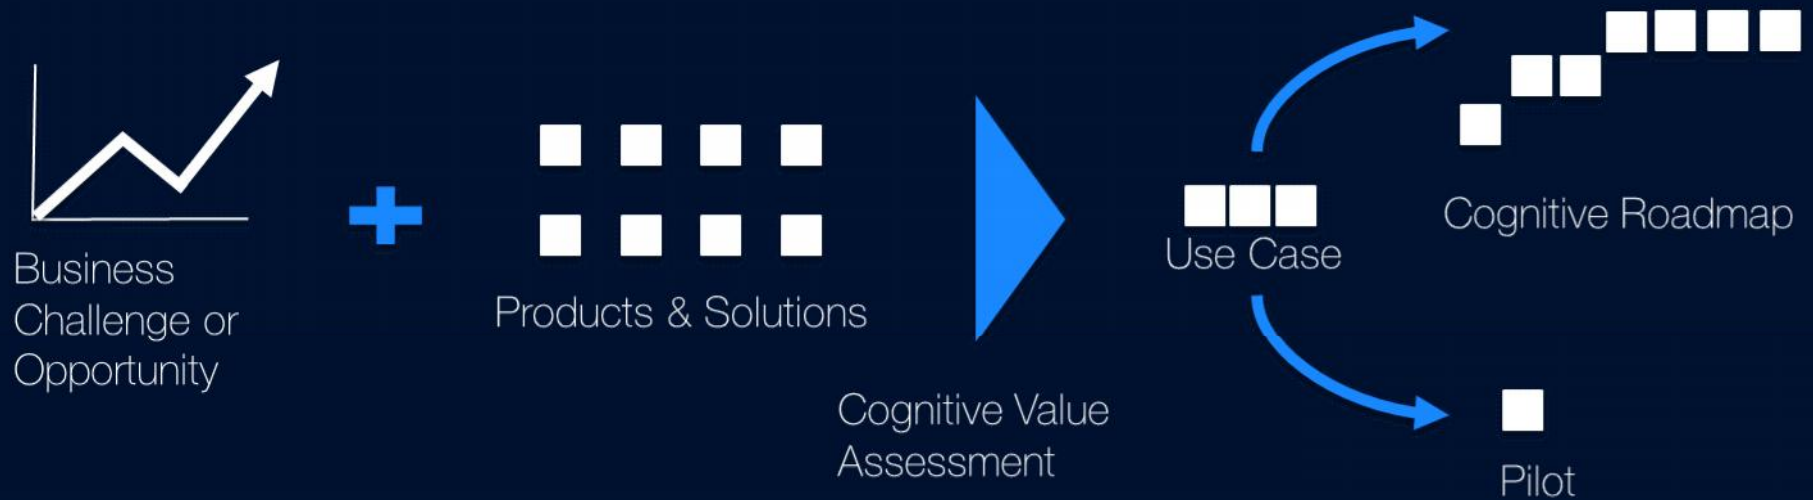 Business
Challenge or
Opportunity
Products & Solutions
Cognitive Value
Assessment
Use Case
Cognitive Roadmap
Pilot